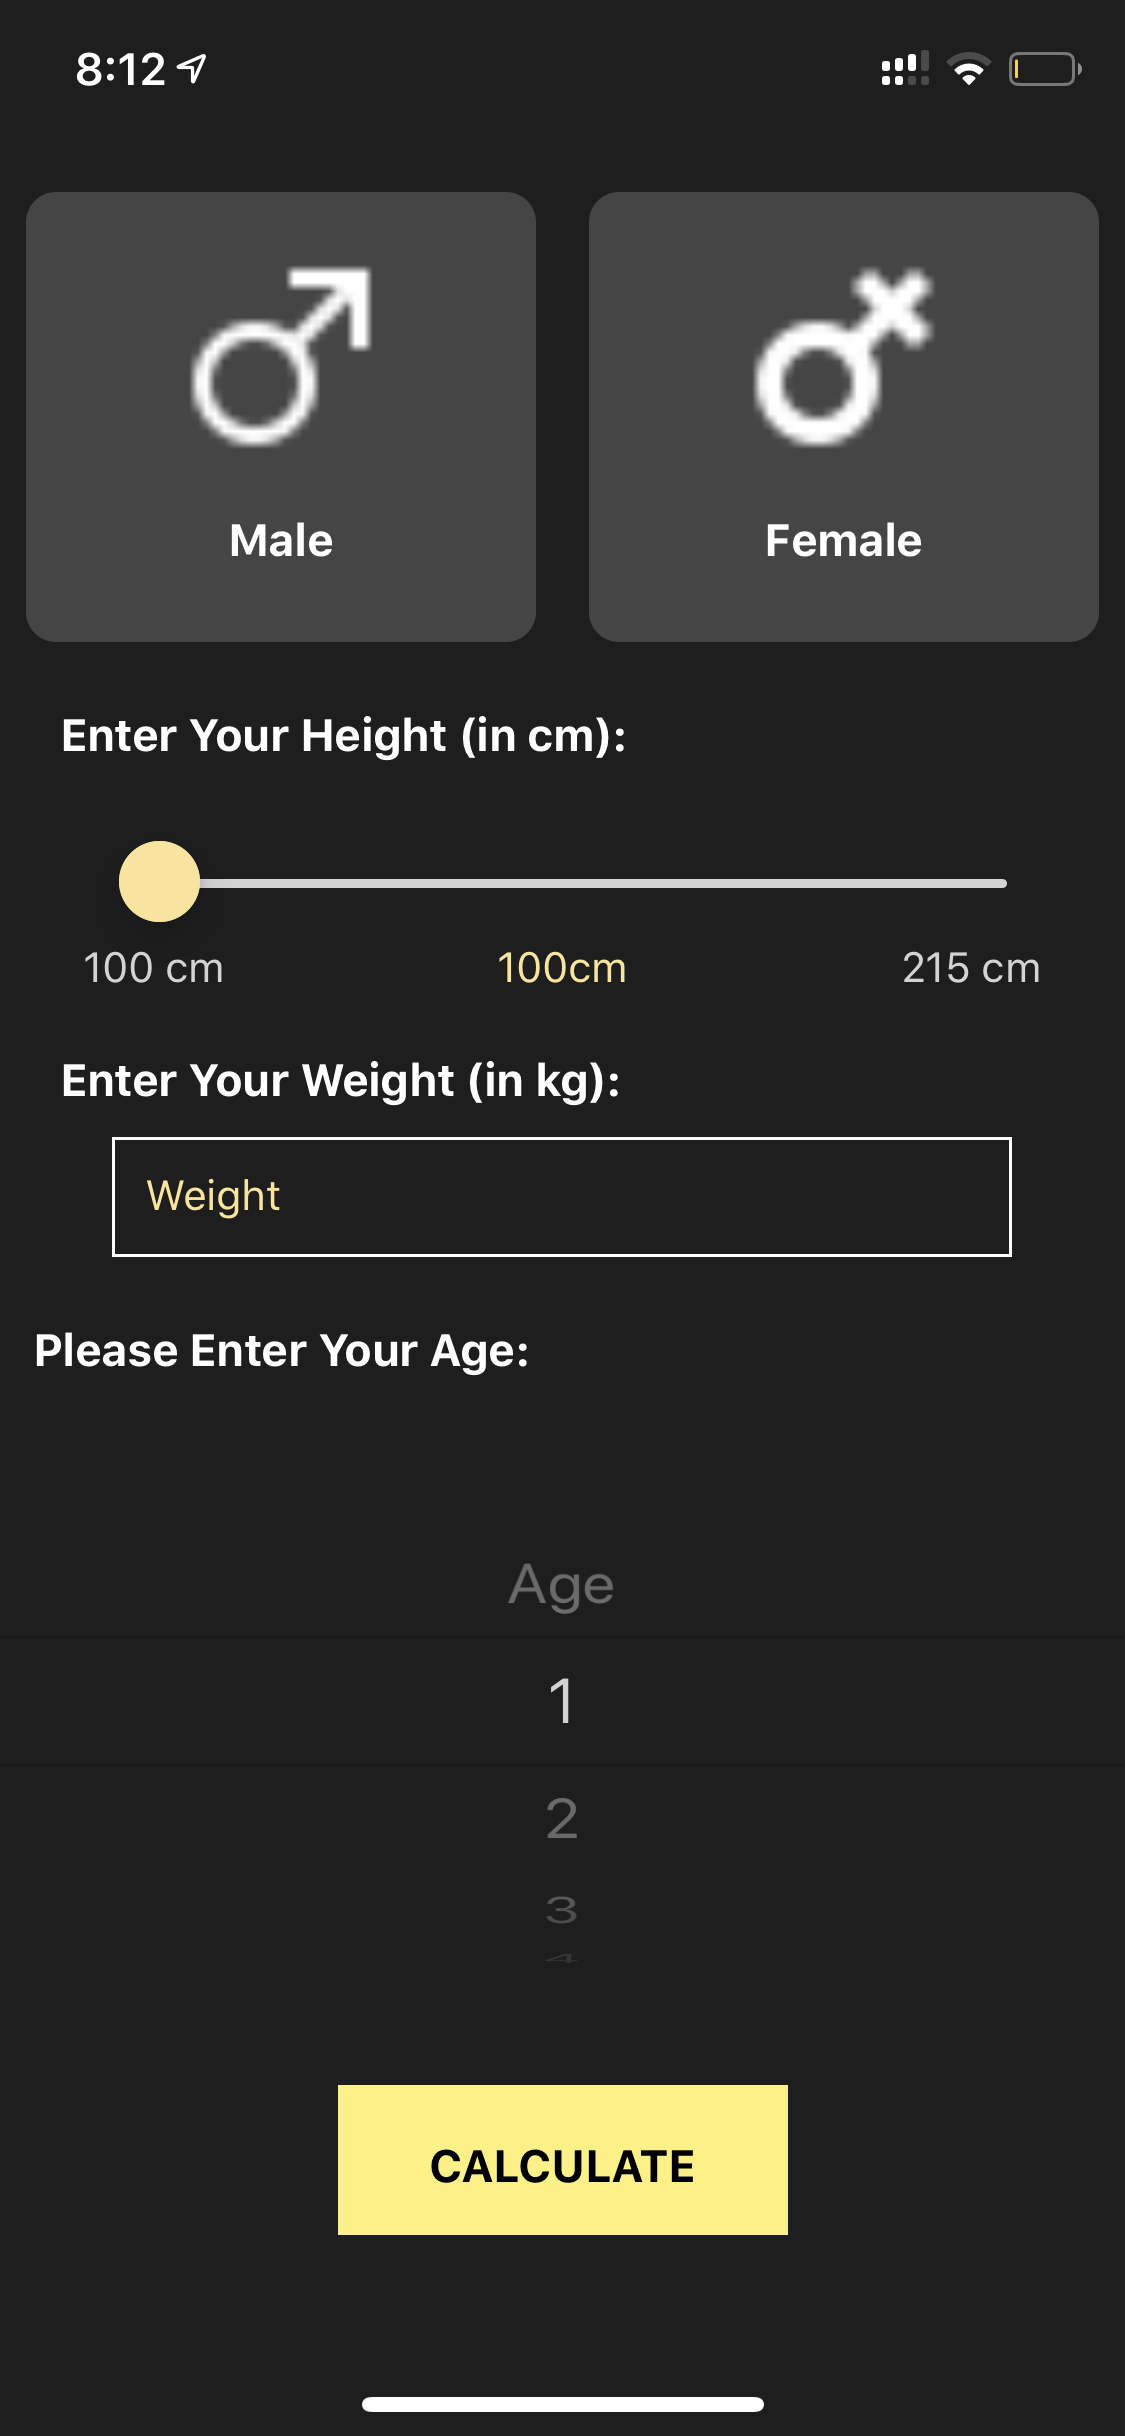 8:12
Male Female
Enter Your Height (in cm):
100 cm 100cm 215 cm
Enter Your Weight (in kg):
Weight
Please Enter Your Age:
Age
1
2
3
4
CALCULATE